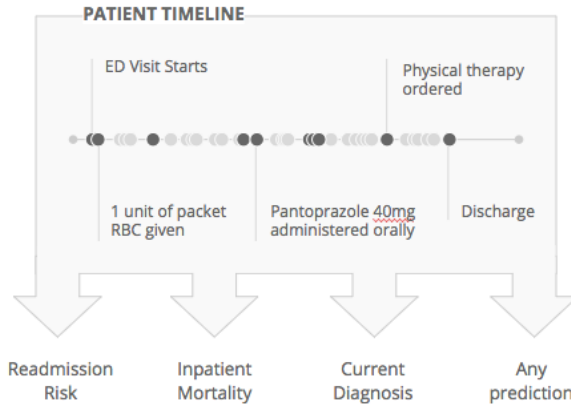 PATIENT TIMELINE
ED Visit Starts
Physical therapy
ordered
1 unit of packet
RBC given
Pantoprazole 40mg
administered orally
Discharge
Readmission
Risk
Inpatient
Mortality
Current
Diagnosis
Any
prediction